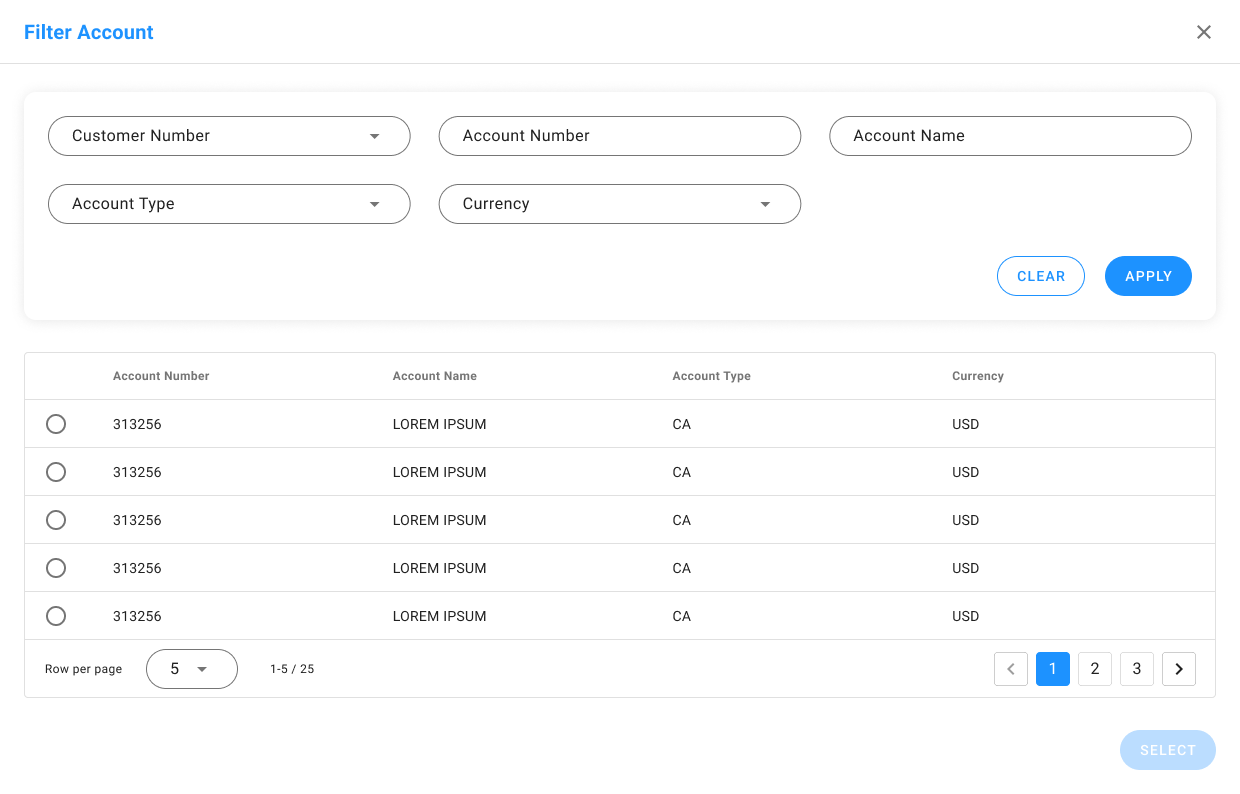 Filter Account
Customer Number Account Number Account Name
Account Type Currency
CLEAR APPLY
Account Number Account Name Account Type Currency
313256 LOREM IPSUM CA USD
313256 LOREM IPSUM CA USD
313256 LOREM IPSUM CA USD
313256 LOREM IPSUM CA USD
313256 LOREM IPSUM CA USD
Row per page 5 1-5 / 25 1 2 3
SELECT